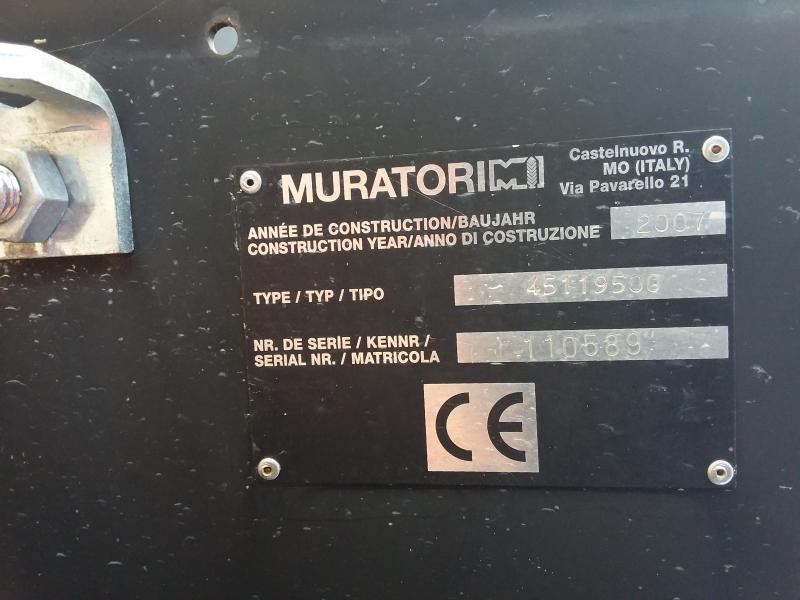 MURATORI
Castelnuovo R.
MO (ITALY)
Via Pavarello 21
ANNÉE DE CONSTRUCTION/BAUJAHR
CONSTRUCTION YEAR/ANNO DI COSTRUZIONE 2007
TYPE / TYP / TIPO
NR. DE SERIE / KENNR /
SERIAL NR. / MATRICOLA 110589
CE